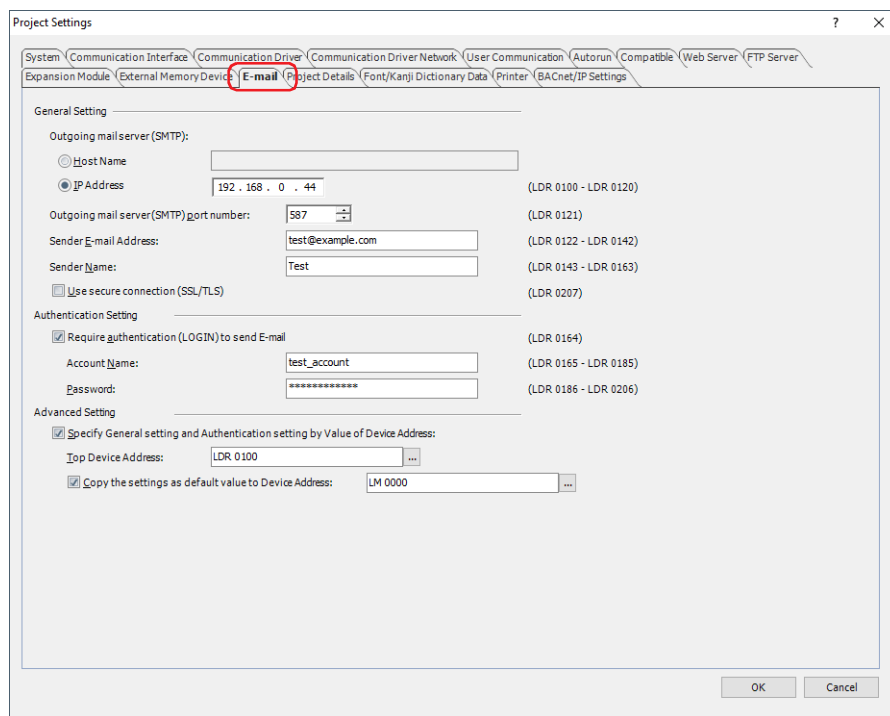 Project Settings ? ×
System Communication Interface Communication Driver Communication Driver Network User Communication Autorun Compatible Web Server FTP Server
Expansion Module External Memory Device E-mail Project Details Font/Kanji Dictionary Data Printer BACnet/IP Settings
General Setting
Outgoing mail server (SMTP):
Host Name
IP Address 192 . 168 . 0 . 44 (LDR 0100 - LDR 0120)
Outgoing mail server (SMTP) port number: 587 (LDR 0121)
Sender E-mail Address: test@example.com (LDR 0122 - LDR 0142)
Sender Name: Test (LDR 0143 - LDR 0163)
Use secure connection (SSL/TLS) (LDR 0207)
Authentication Setting
Require authentication (LOGIN) to send E-mail (LDR 0164)
Account Name: test_account (LDR 0165 - LDR 0185)
Password: ************ (LDR 0186 - LDR 0206)
Advanced Setting
Specify General setting and Authentication setting by Value of Device Address:
Top Device Address: LDR 0100 ...
Copy the settings as default value to Device Address: LM 0000 ...
OK Cancel